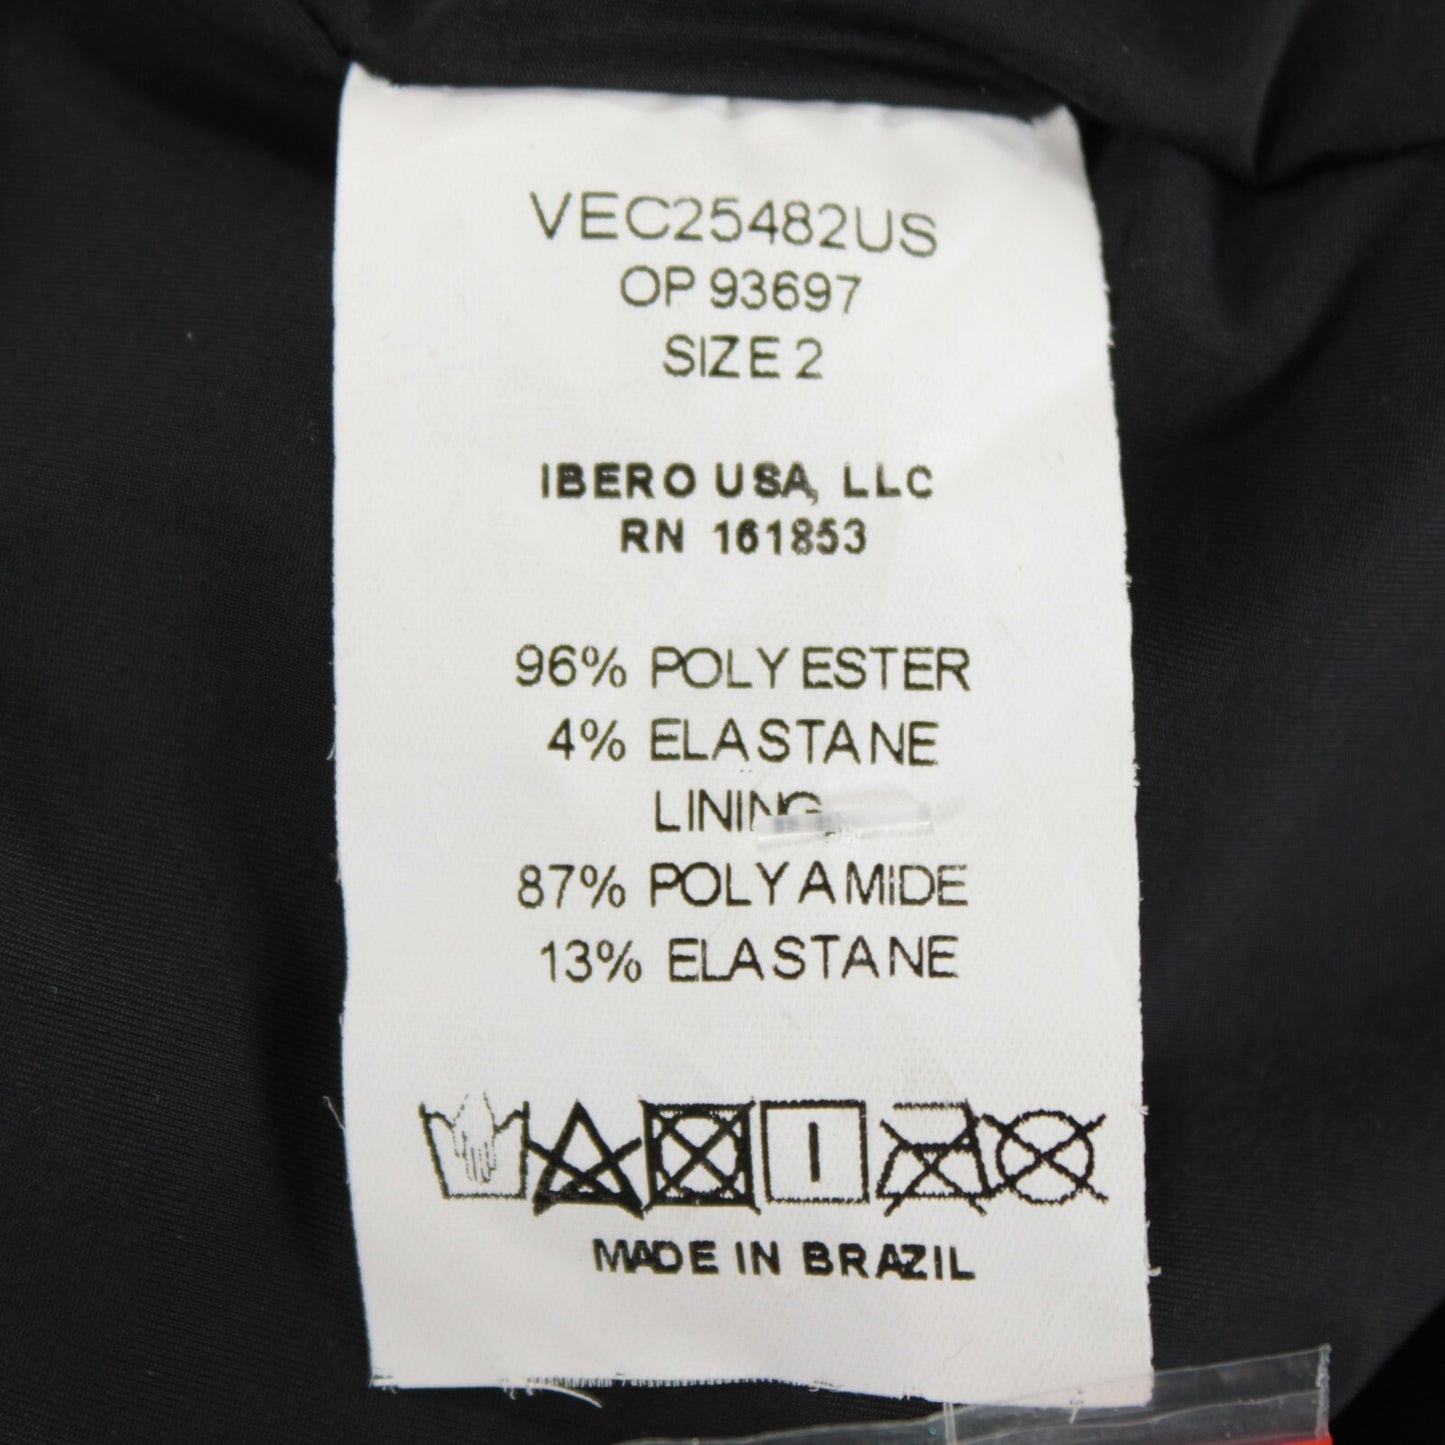 VEC25482US
OP 93697
SIZE 2
IBERO USA, LLC
RN 161853
96% POLYESTER
4% ELASTANE
LINING
87% POLYAMIDE
13% ELASTANE
MADE IN BRAZIL